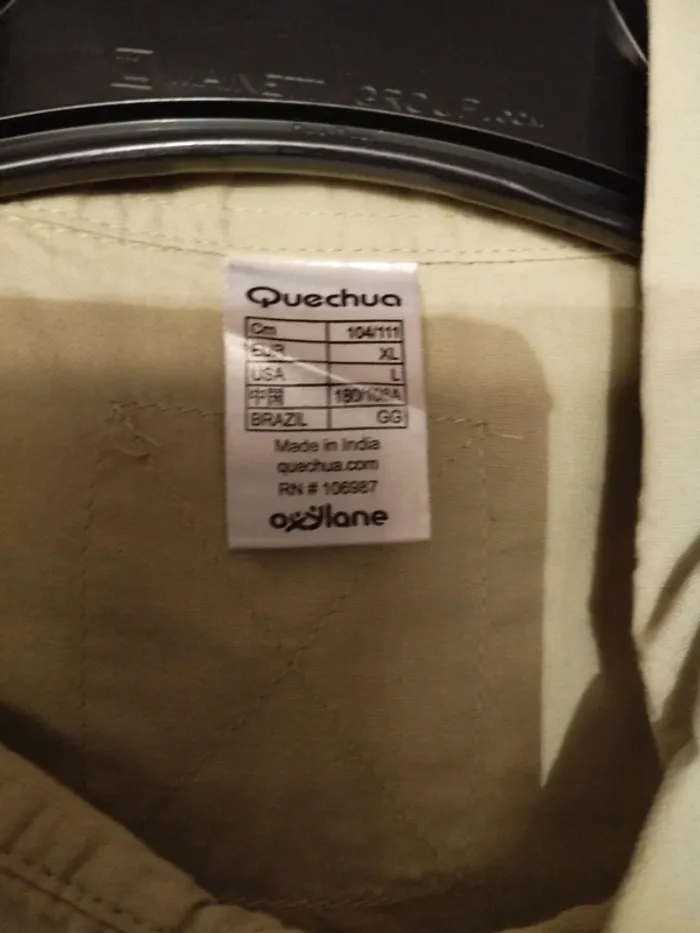 Quechua
Cm 104/111
EUR XL
USA L
中国 180/108A
BRAZIL GG
Made in India
quechua.com
RN # 106987
oxylane